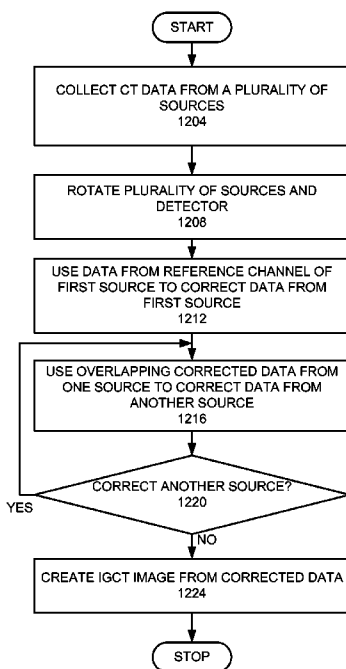 START
COLLECT CT DATA FROM A PLURALITY OF
SOURCES
1204
ROTATE PLURALITY OF SOURCES AND
DETECTOR
1208
USE DATA FROM REFERENCE CHANNEL OF
FIRST SOURCE TO CORRECT DATA FROM
FIRST SOURCE
1212
USE OVERLAPPING CORRECTED DATA FROM
ONE SOURCE TO CORRECT DATA FROM
ANOTHER SOURCE
1216
CORRECT ANOTHER SOURCE?
1220
YES
NO
CREATE IGCT IMAGE FROM CORRECTED DATA
1224
STOP